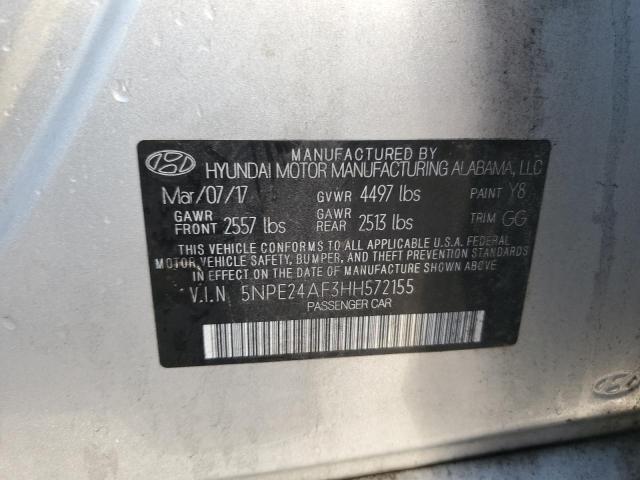 MANUFACTURED BY
HYUNDAI MOTOR MANUFACTURING ALABAMA, LLC
Mar/07/17 GVWR 4497 lbs PAINT Y8
GAWR FRONT 2557 lbs GAWR REAR 2513 lbs TRIM GG
THIS VEHICLE CONFORMS TO ALL APPLICABLE U.S.A. FEDERAL
MOTOR VEHICLE SAFETY, BUMPER, AND THEFT PREVENTION STANDARDS
IN EFFECT ON THE DATE OF MANUFACTURE SHOWN ABOVE
V.I.N 5NPE24AF3HH572155
PASSENGER CAR